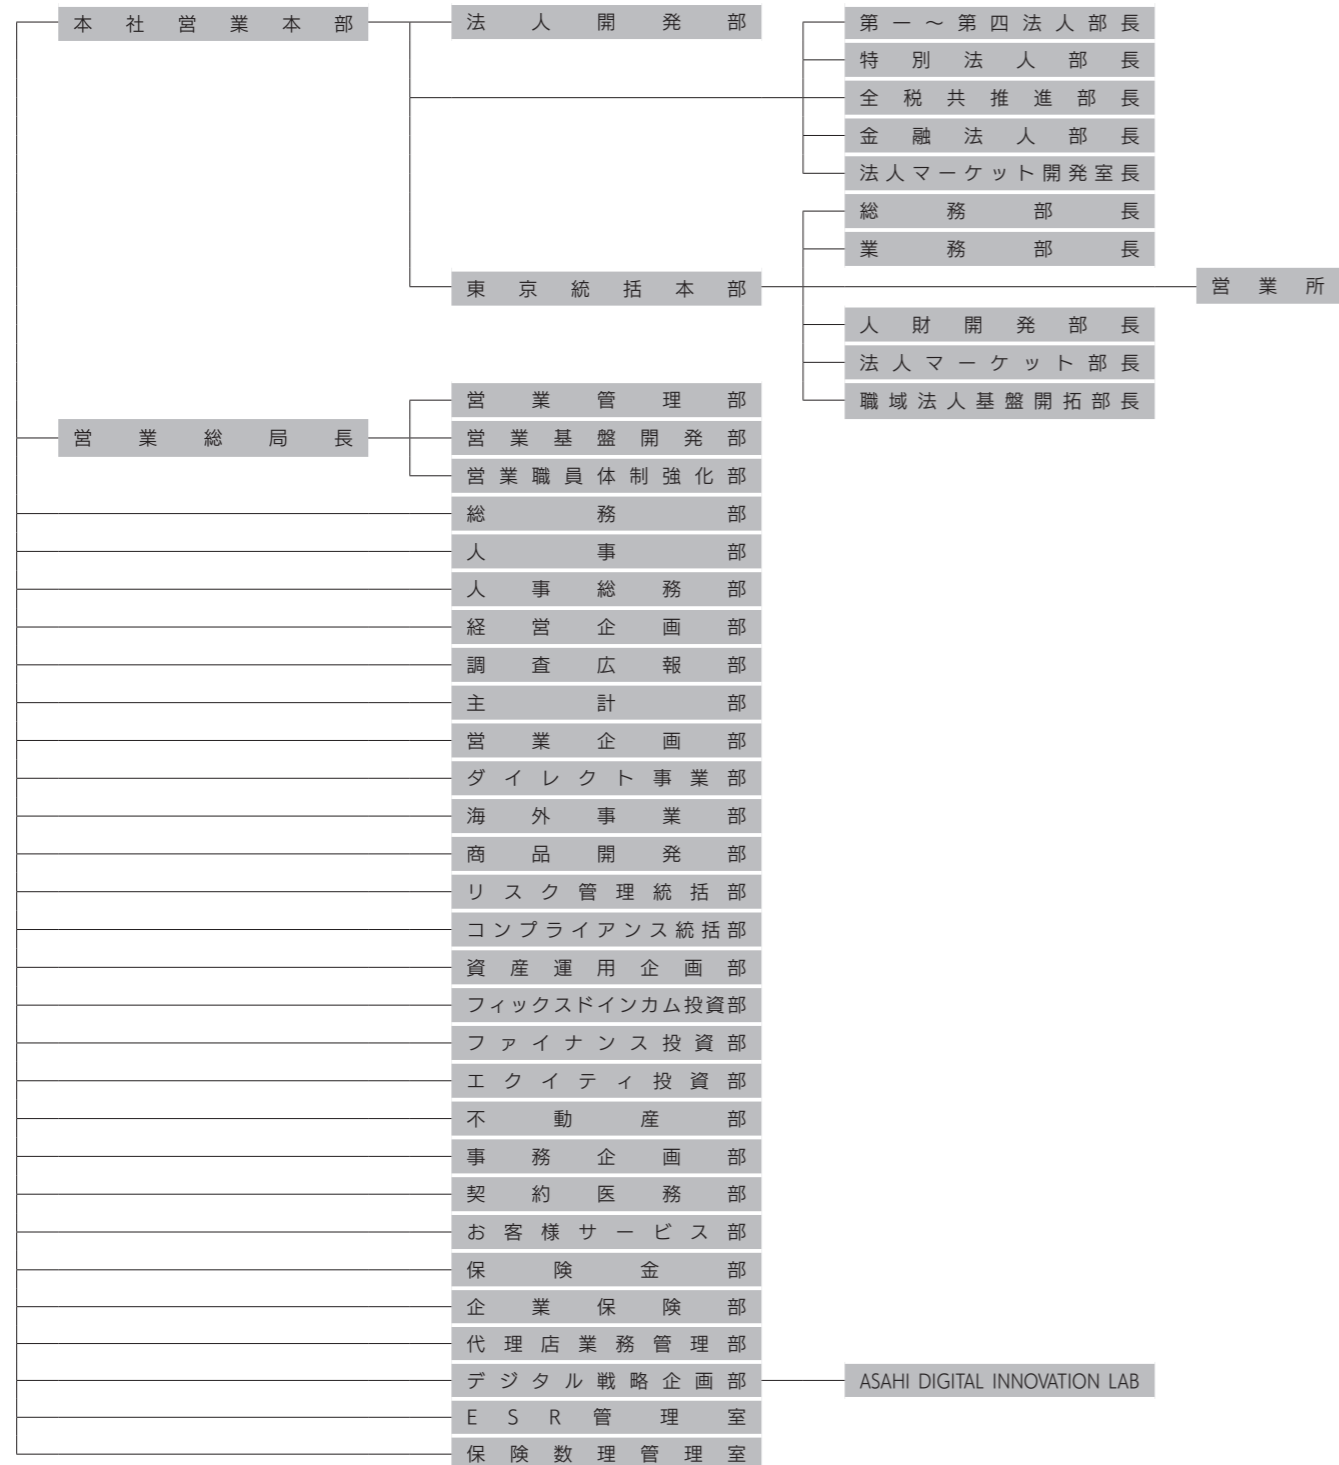 本社営業本部
法人開発部
第一〜第四法人部長
特別法人部長
全税共推進部長
金融法人部長
法人マーケット開発室長
総務部長
業務部長
東京統括本部
営業所
人財開発部長
法人マーケット部長
職域法人基盤開拓部長
営業総局長
営業管理部
営業基盤開発部
営業職員体制強化部
総務部
人事部
人事総務部
経営企画部
調査広報部
主計部
営業企画部
ダイレクト事業部
海外事業部
商品開発部
リスク管理統括部
コンプライアンス統括部
資産運用企画部
フィックスドインカム投資部
ファイナンス投資部
エクイティ投資部
不動産部
事務企画部
契約医務部
お客様サービス部
保険金部
企業保険部
代理店業務管理部
デジタル戦略企画部
ASAHI DIGITAL INNOVATION LAB
ESR管理室
保険数理管理室